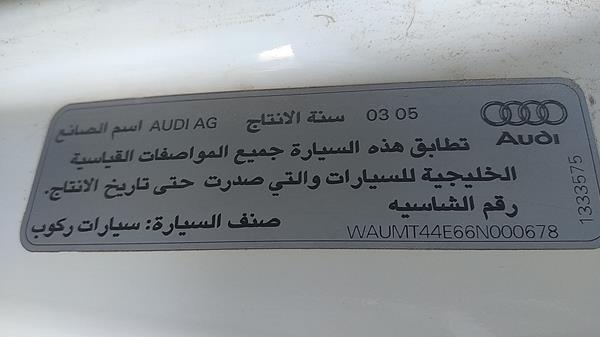 اسم الصانع AUDI AG سنة الانتاج 03 05
Audi
تطابق هذه السيارة جميع المواصفات القياسية
الخليجية للسيارات والتي صدرت حتى تاريخ الانتاج.
رقم الشاسيه
WAUMT44E66N000678
صنف السيارة: سيارات ركوب
1333575